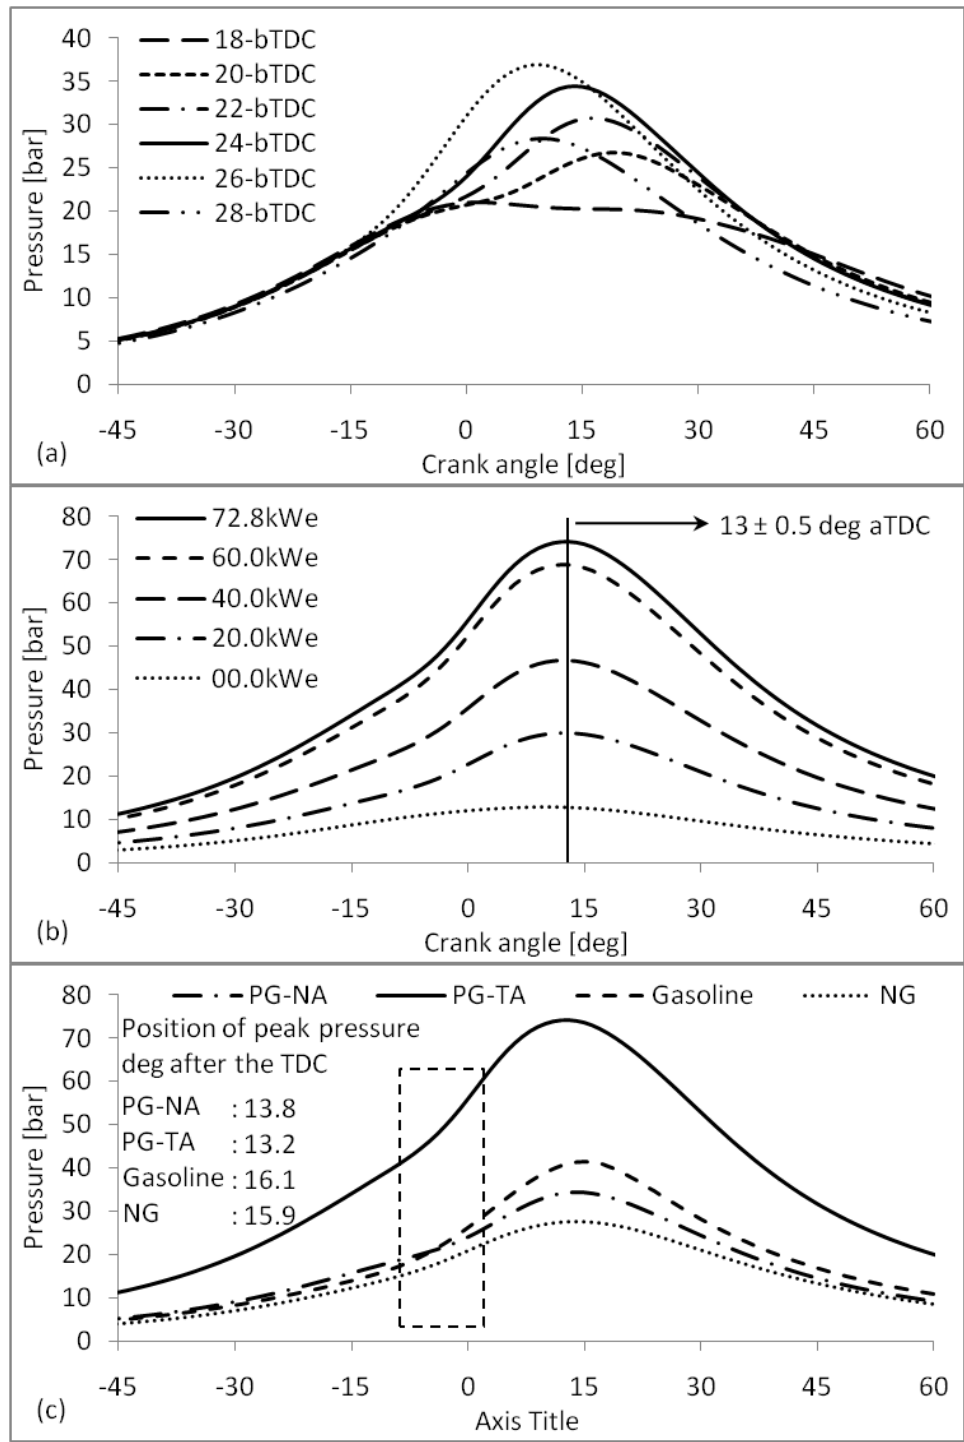 40
35
30
25
20
15
10
5
0
Pressure [bar]
18-bTDC
20-bTDC
22-bTDC
24-bTDC
26-bTDC
28-bTDC
-45 -30 -15 0 15 30 45 60
(a)
Crank angle [deg]
80
70
60
50
40
30
20
10
0
Pressure [bar]
72.8kWe
60.0kWe
40.0kWe
20.0kWe
00.0kWe
13 ± 0.5 deg aTDC
-45 -30 -15 0 15 30 45 60
(b)
Crank angle [deg]
80
70
60
50
40
30
20
10
0
Pressure [bar]
PG-NA PG-TA Gasoline NG
Position of peak pressure
deg after the TDC
PG-NA : 13.8
PG-TA : 13.2
Gasoline : 16.1
NG : 15.9
-45 -30 -15 0 15 30 45 60
(c)
Axis Title